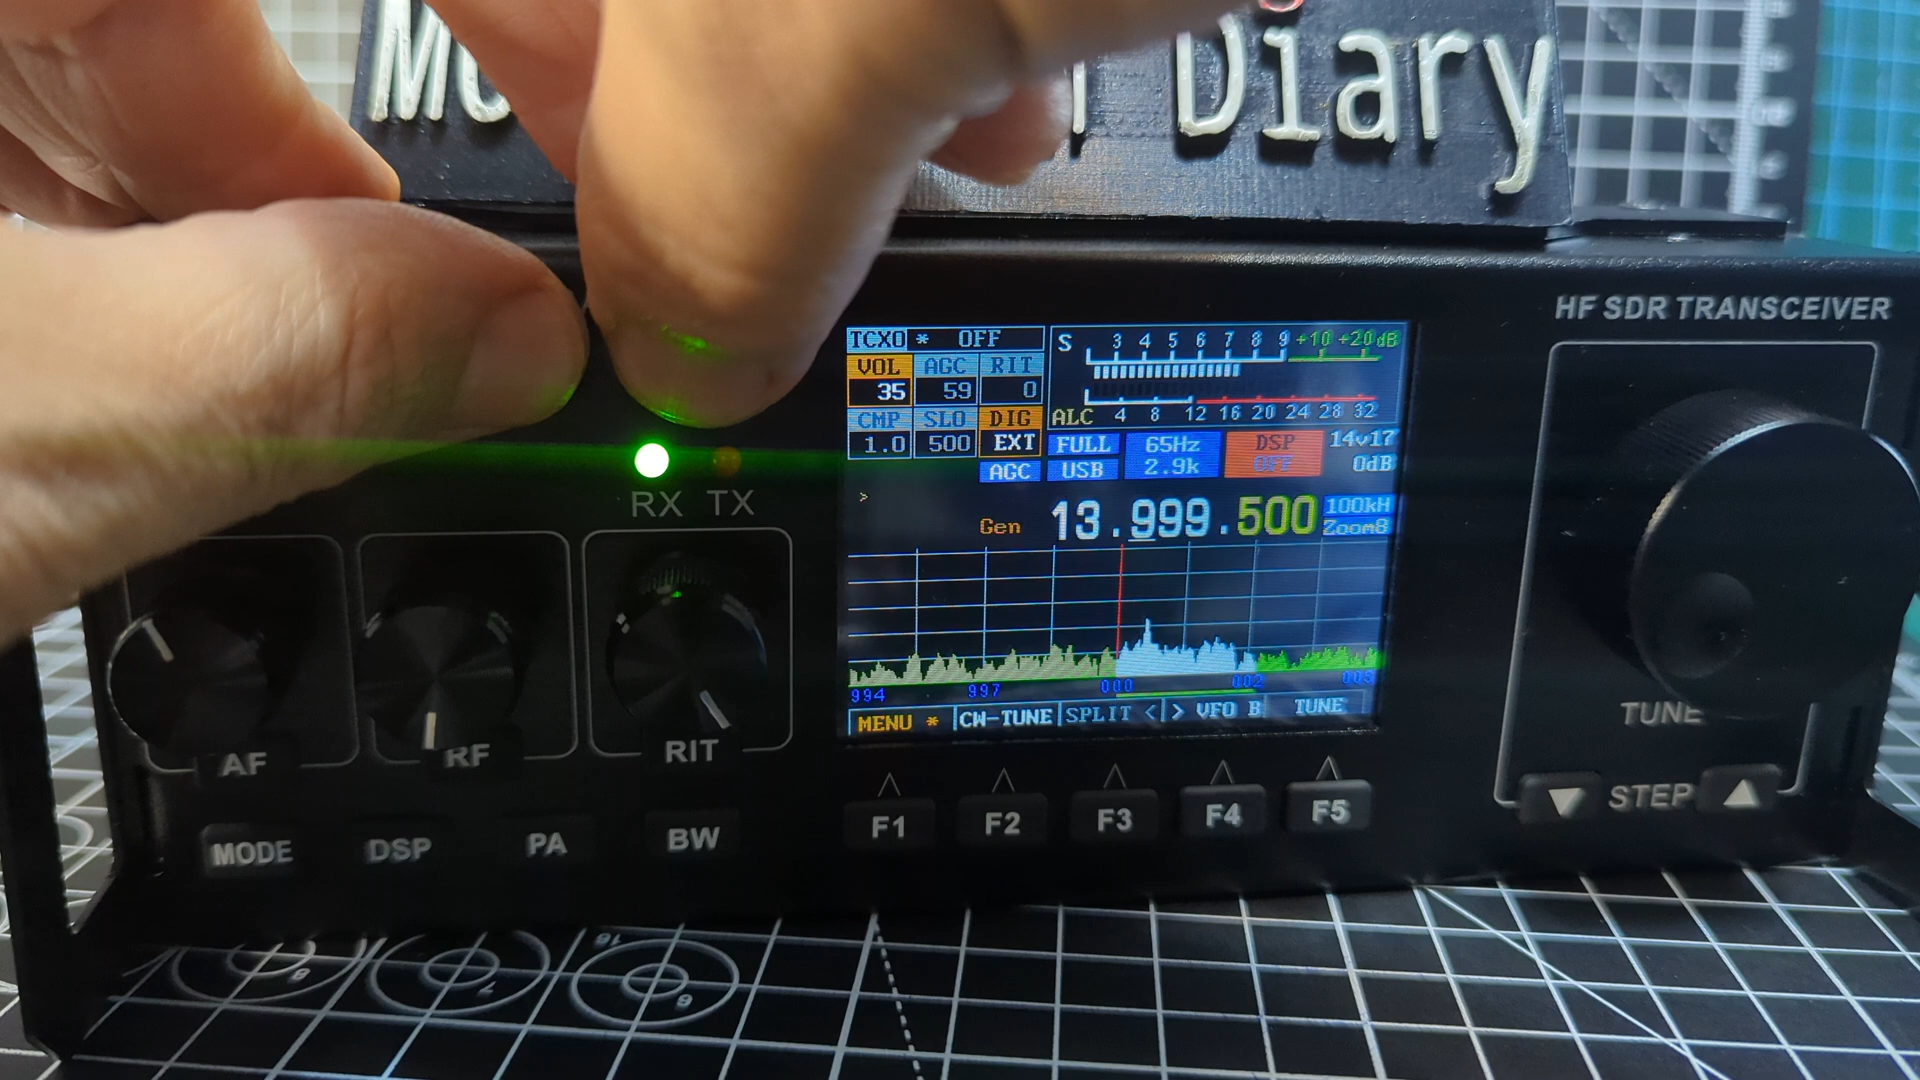 Diary
HF SDR TRANSCEIVER
TCXO * OFF
VOL AGC RIT
35 59 0
CMP SLO DIG
1.0 500 EXT
AGC
S 3 4 5 6 7 8 9 +10 +20dB
ALC 4 8 12 16 20 24 28 32
FULL 65Hz DSP 14v17
USB 2.9k OFF 0dB
>
Gen 13.999.500 100kH
Zoom8
994 997 000 002 005
MENU * CW-TUNE SPLIT < > VFO B TUNE
RX TX
AF RF RIT
MODE DSP PA BW
F1 F2 F3 F4 F5
TUNE
STEP
8 7 6